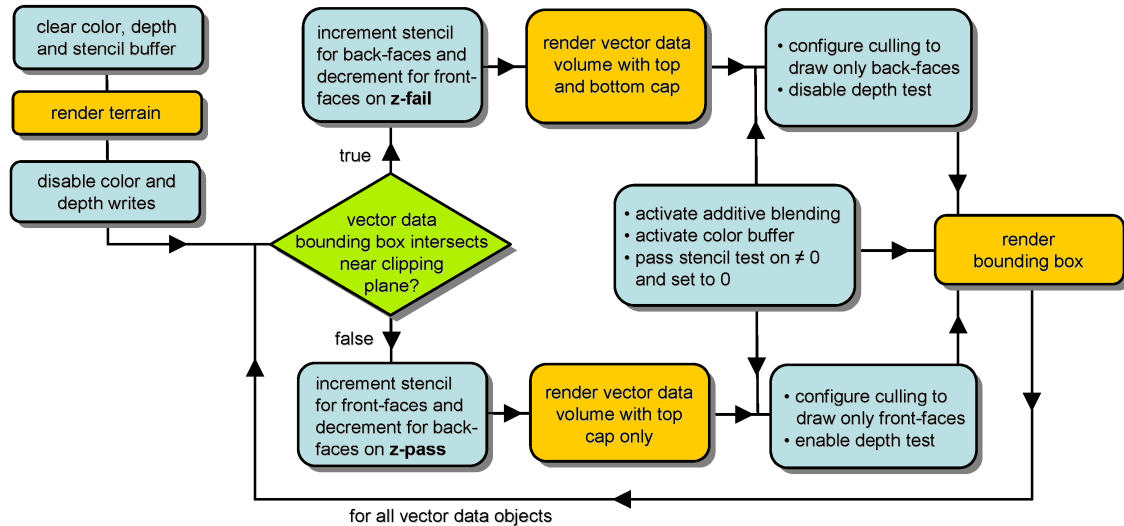 clear color, depth
and stencil buffer
render terrain
disable color and
depth writes
vector data
bounding box intersects
near clipping
plane?
true
increment stencil
for back-faces and
decrement for front-
faces on z-fail
render vector data
volume with top
and bottom cap
• configure culling to
draw only back-faces
• disable depth test
• activate additive blending
• activate color buffer
• pass stencil test on ≠ 0
and set to 0
render
bounding box
false
increment stencil
for front-faces and
decrement for back-
faces on z-pass
render vector data
volume with top
cap only
• configure culling to
draw only front-faces
• enable depth test
for all vector data objects